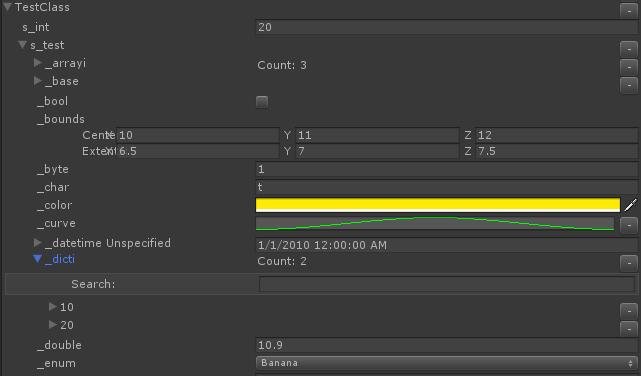 TestClass
s_int 20
s_test
_arrayi Count: 3
_base
_bool
_bounds
Cente X 10 Y 11 Z 12
Extent X 6.5 Y 7 Z 7.5
_byte 1
_char t
_color
_curve
_datetime Unspecified 1/1/2010 12:00:00 AM
_dicti Count: 2
Search:
10
20
_double 10.9
_enum Banana